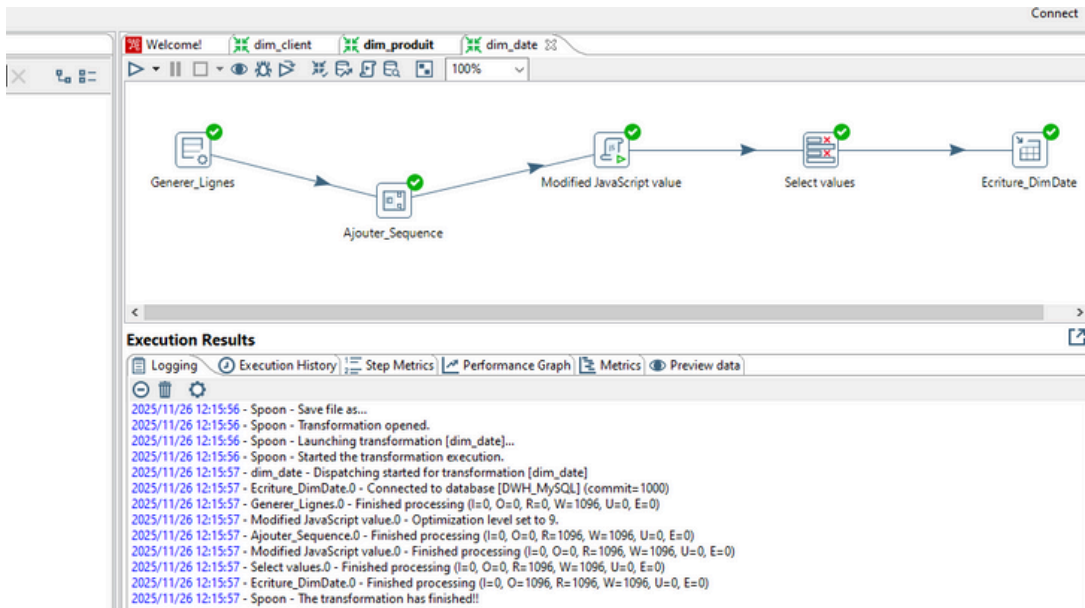 Connect
Welcome! dim_client dim_produit dim_date
100%
Generer_Lignes
Ajouter_Sequence
Modified JavaScript value
Select values
Ecriture_DimDate
Execution Results
Logging Execution History Step Metrics Performance Graph Metrics Preview data
2025/11/26 12:15:56 - Spoon - Save file as...
2025/11/26 12:15:56 - Spoon - Transformation opened.
2025/11/26 12:15:56 - Spoon - Launching transformation [dim_date]...
2025/11/26 12:15:56 - Spoon - Started the transformation execution.
2025/11/26 12:15:57 - dim_date - Dispatching started for transformation [dim_date]
2025/11/26 12:15:57 - Ecriture_DimDate.0 - Connected to database [DWH_MySQL] (commit=1000)
2025/11/26 12:15:57 - Generer_Lignes.0 - Finished processing (I=0, O=0, R=0, W=1096, U=0, E=0)
2025/11/26 12:15:57 - Modified JavaScript value.0 - Optimization level set to 9.
2025/11/26 12:15:57 - Ajouter_Sequence.0 - Finished processing (I=0, O=0, R=1096, W=1096, U=0, E=0)
2025/11/26 12:15:57 - Modified JavaScript value.0 - Finished processing (I=0, O=0, R=1096, W=1096, U=0, E=0)
2025/11/26 12:15:57 - Select values.0 - Finished processing (I=0, O=0, R=1096, W=1096, U=0, E=0)
2025/11/26 12:15:57 - Ecriture_DimDate.0 - Finished processing (I=0, O=1096, R=1096, W=1096, U=0, E=0)
2025/11/26 12:15:57 - Spoon - The transformation has finished!!